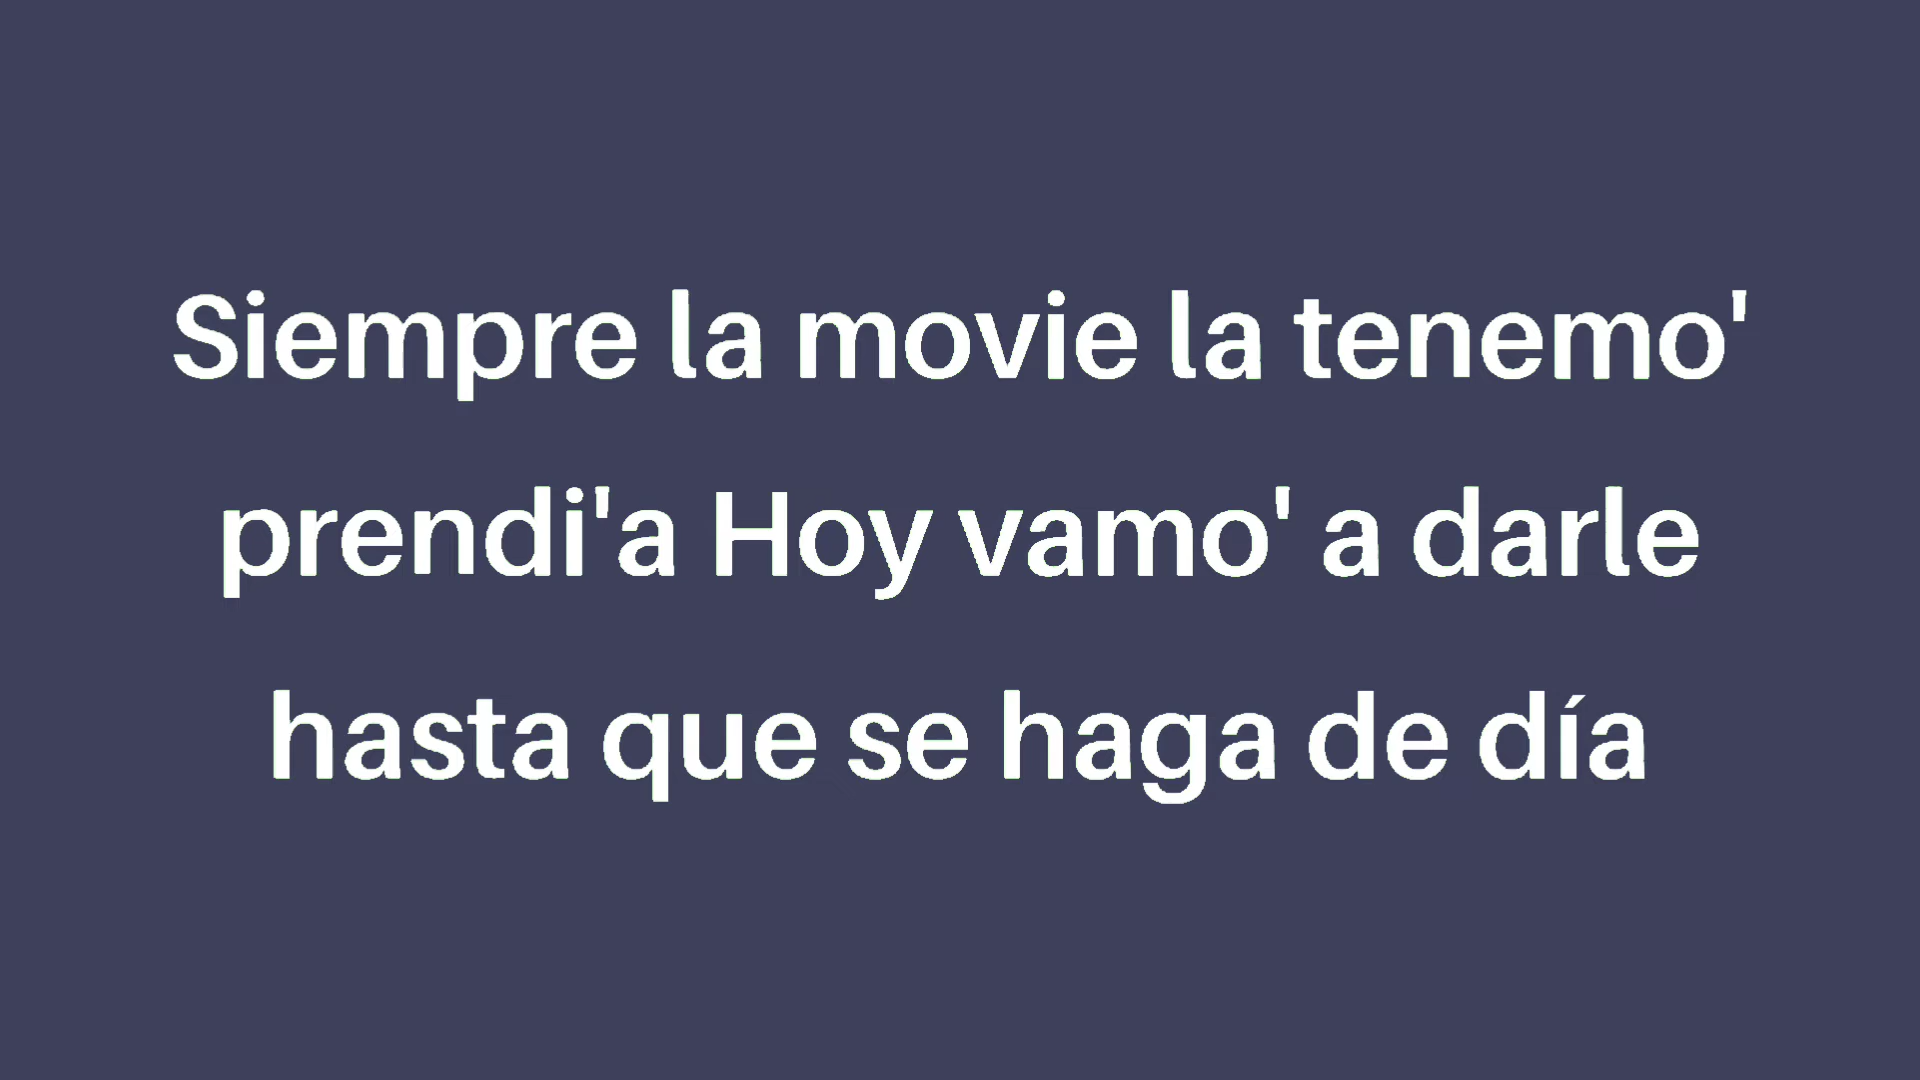 Siempre la movie la tenemo'
prendi'a Hoy vamo' a darle
hasta que se haga de día